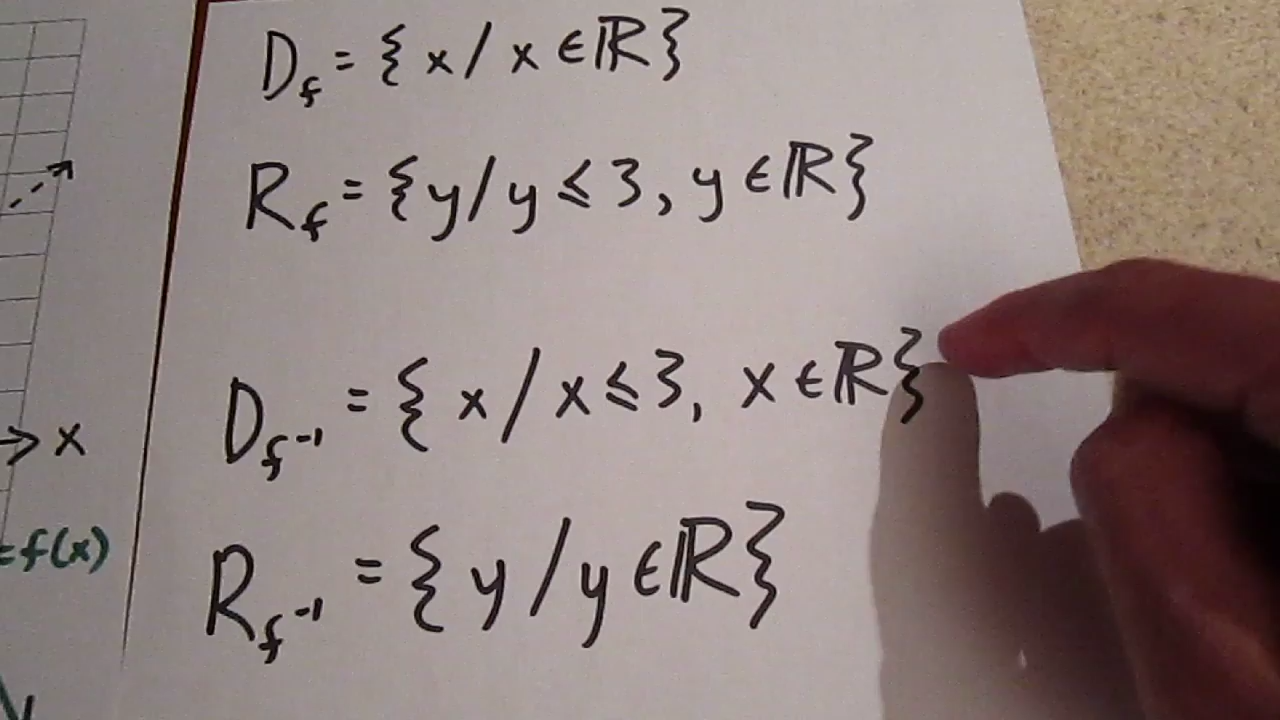 D_f = { x / x ∈ ℝ }
R_f = { y / y ≤ 3, y ∈ ℝ }
D_f⁻¹ = { x / x ≤ 3, x ∈ ℝ }
R_f⁻¹ = { y / y ∈ ℝ }
→ x
= f(x)